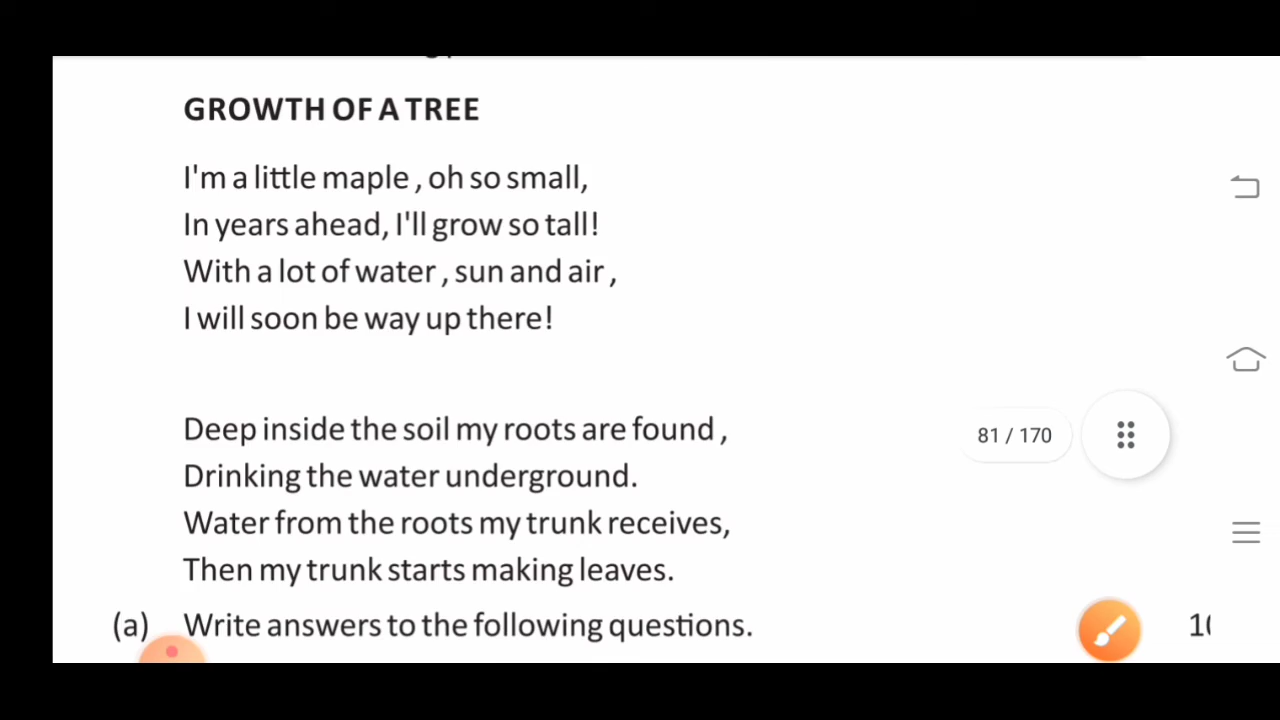 GROWTH OF A TREE
I'm a little maple , oh so small,
In years ahead, I'll grow so tall!
With a lot of water , sun and air ,
I will soon be way up there!
Deep inside the soil my roots are found ,
Drinking the water underground.
81 / 170
Water from the roots my trunk receives,
Then my trunk starts making leaves.
(a) Write answers to the following questions.